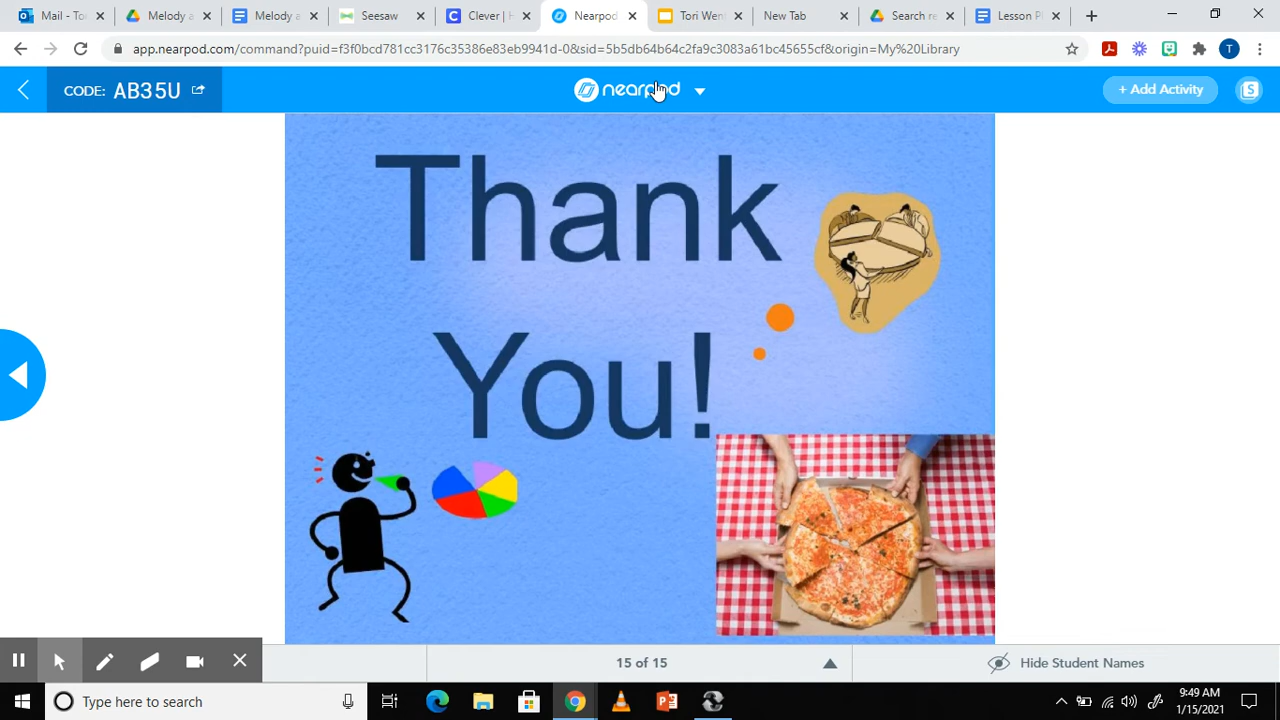 Mail - To
Melody a
Melody a
Seesaw
Clever | H
Nearpod
Tori Wen
New Tab
Search re
Lesson P
app.nearpod.com/command?puid=f3f0bcd781cc3176c35386e83eb9941d-0&sid=5b5db64b64c2fa9c3083a61bc45655cf&origin=My%20Library
T
CODE: AB35U
nearpod
+ Add Activity
S
Thank
You!
15 of 15
Hide Student Names
Type here to search
9:49 AM
1/15/2021